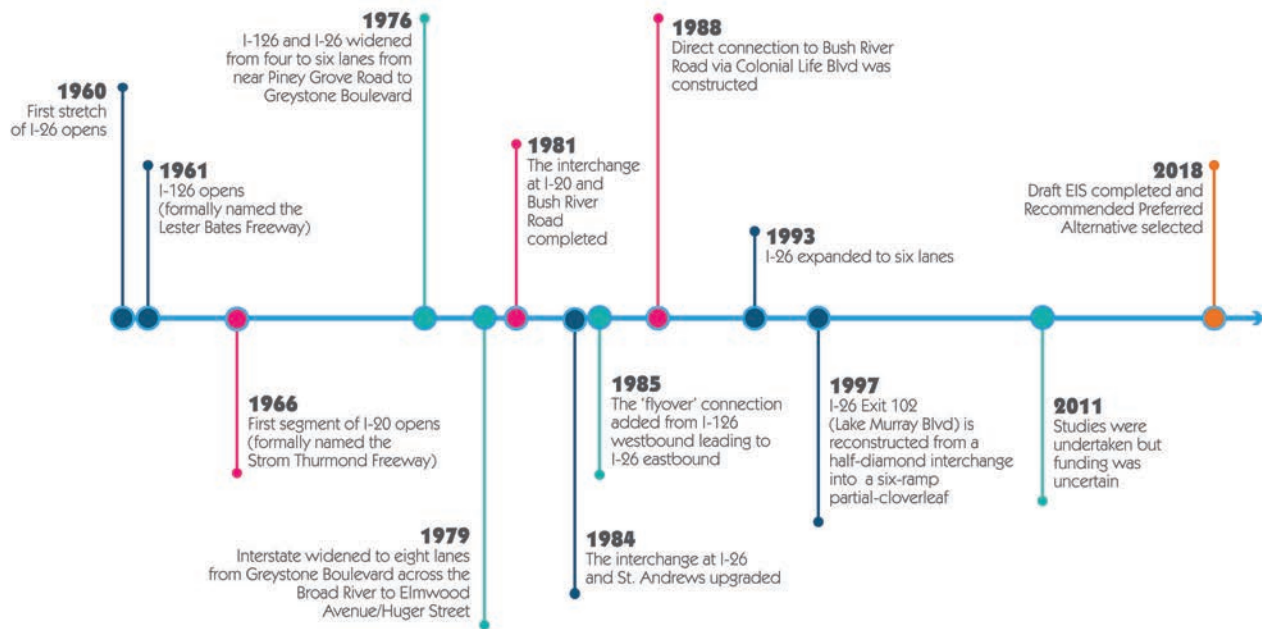 1960
First stretch
of I-26 opens
1961
I-126 opens
(formally named the
Lester Bates Freeway)
1966
First segment of I-20 opens
(formally named the
Strom Thurmond Freeway)
1976
I-126 and I-26 widened
from four to six lanes from
near Piney Grove Road to
Greystone Boulevard
1979
Interstate widened to eight lanes
from Greystone Boulevard across the
Broad River to Elmwood
Avenue/Huger Street
1981
The interchange
at I-20 and
Bush River
Road
completed
1984
The interchange at I-26
and St. Andrews upgraded
1985
The 'flyover' connection
added from I-126
westbound leading to
I-26 eastbound
1988
Direct connection to Bush River
Road via Colonial Life Blvd was
constructed
1993
I-26 expanded to six lanes
1997
I-26 Exit 102
(Lake Murray Blvd) is
reconstructed from a
half-diamond interchange
into a six-ramp
partial-cloverleaf
2011
Studies were
undertaken but
funding was
uncertain
2018
Draft EIS completed and
Recommended Preferred
Alternative selected